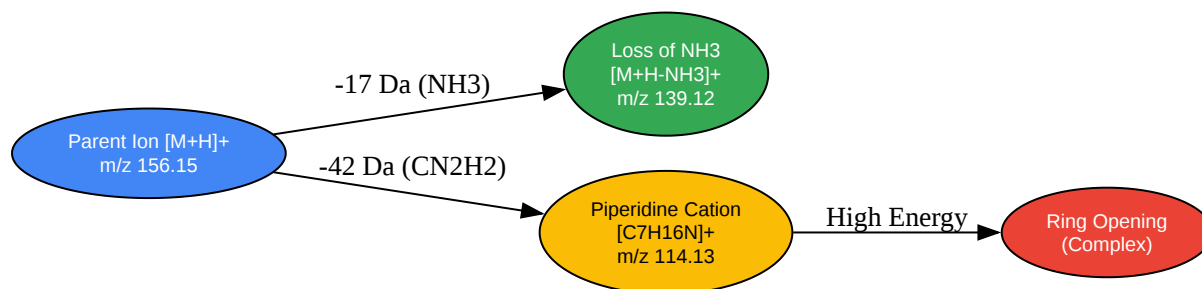 Parent Ion [M+H]+
m/z 156.15
-17 Da (NH3)
Loss of NH3
[M+H-NH3]+
m/z 139.12
-42 Da (CN2H2)
Piperidine Cation
[C7H16N]+
m/z 114.13
High Energy
Ring Opening
(Complex)